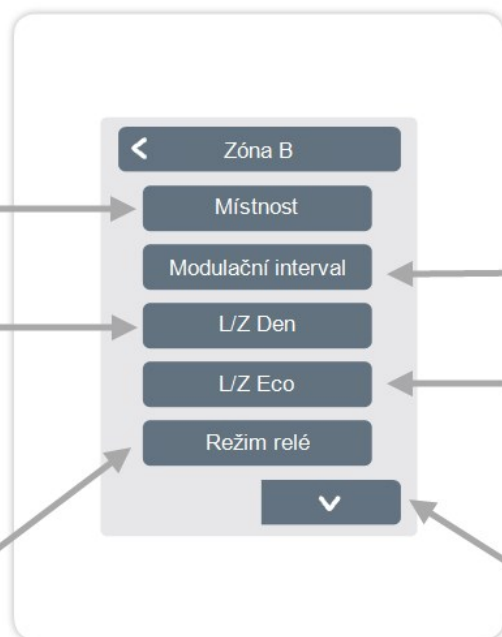 Zóna B
Místnost
Modulační interval
L/Z Den
L/Z Eco
Režim relé